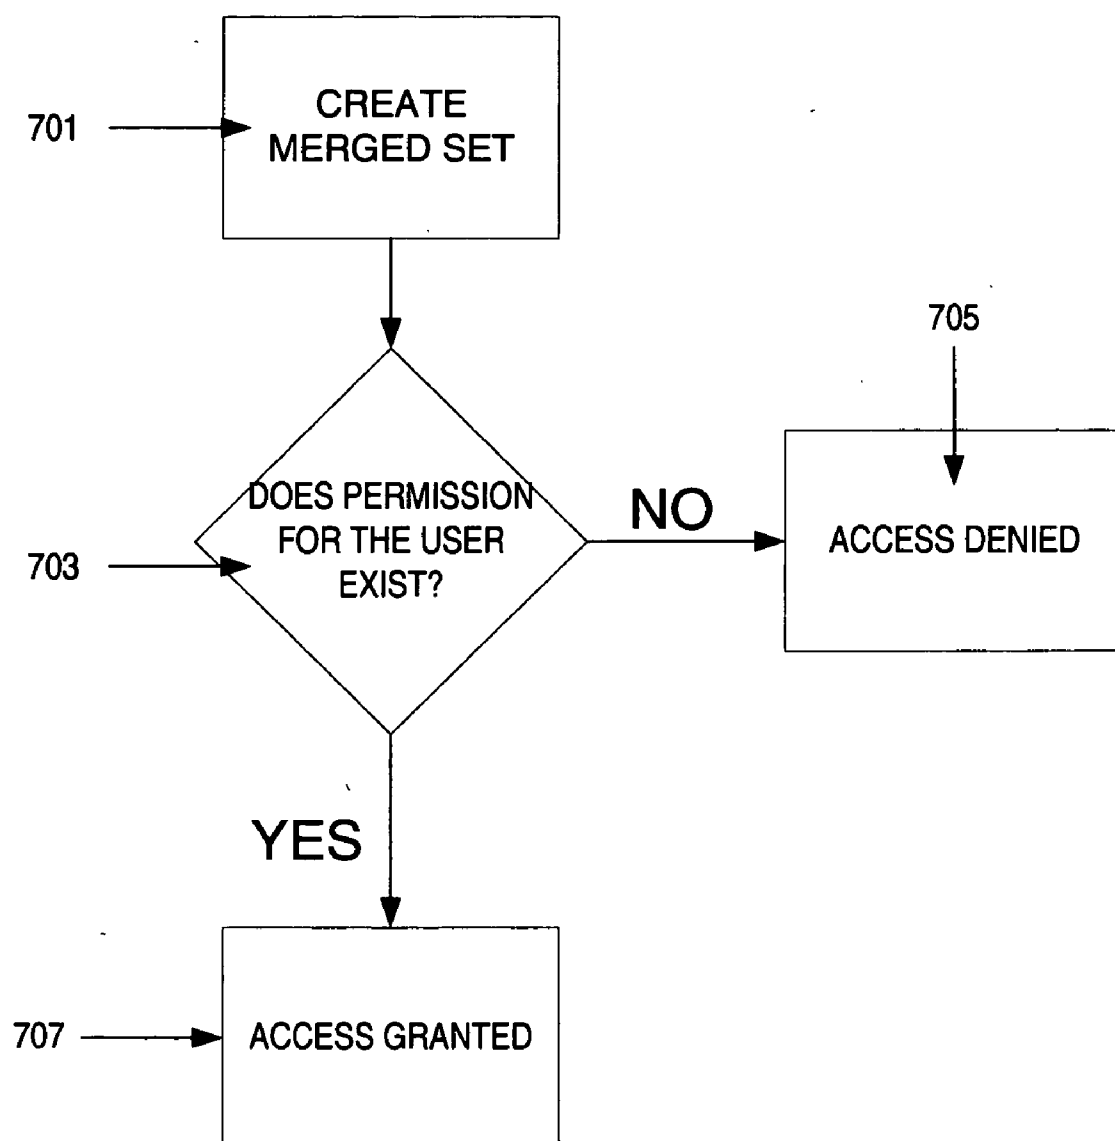 CREATE
MERGED SET
701
705
DOES PERMISSION
FOR THE USER
EXIST?
NO
ACCESS DENIED
703
YES
707
ACCESS GRANTED